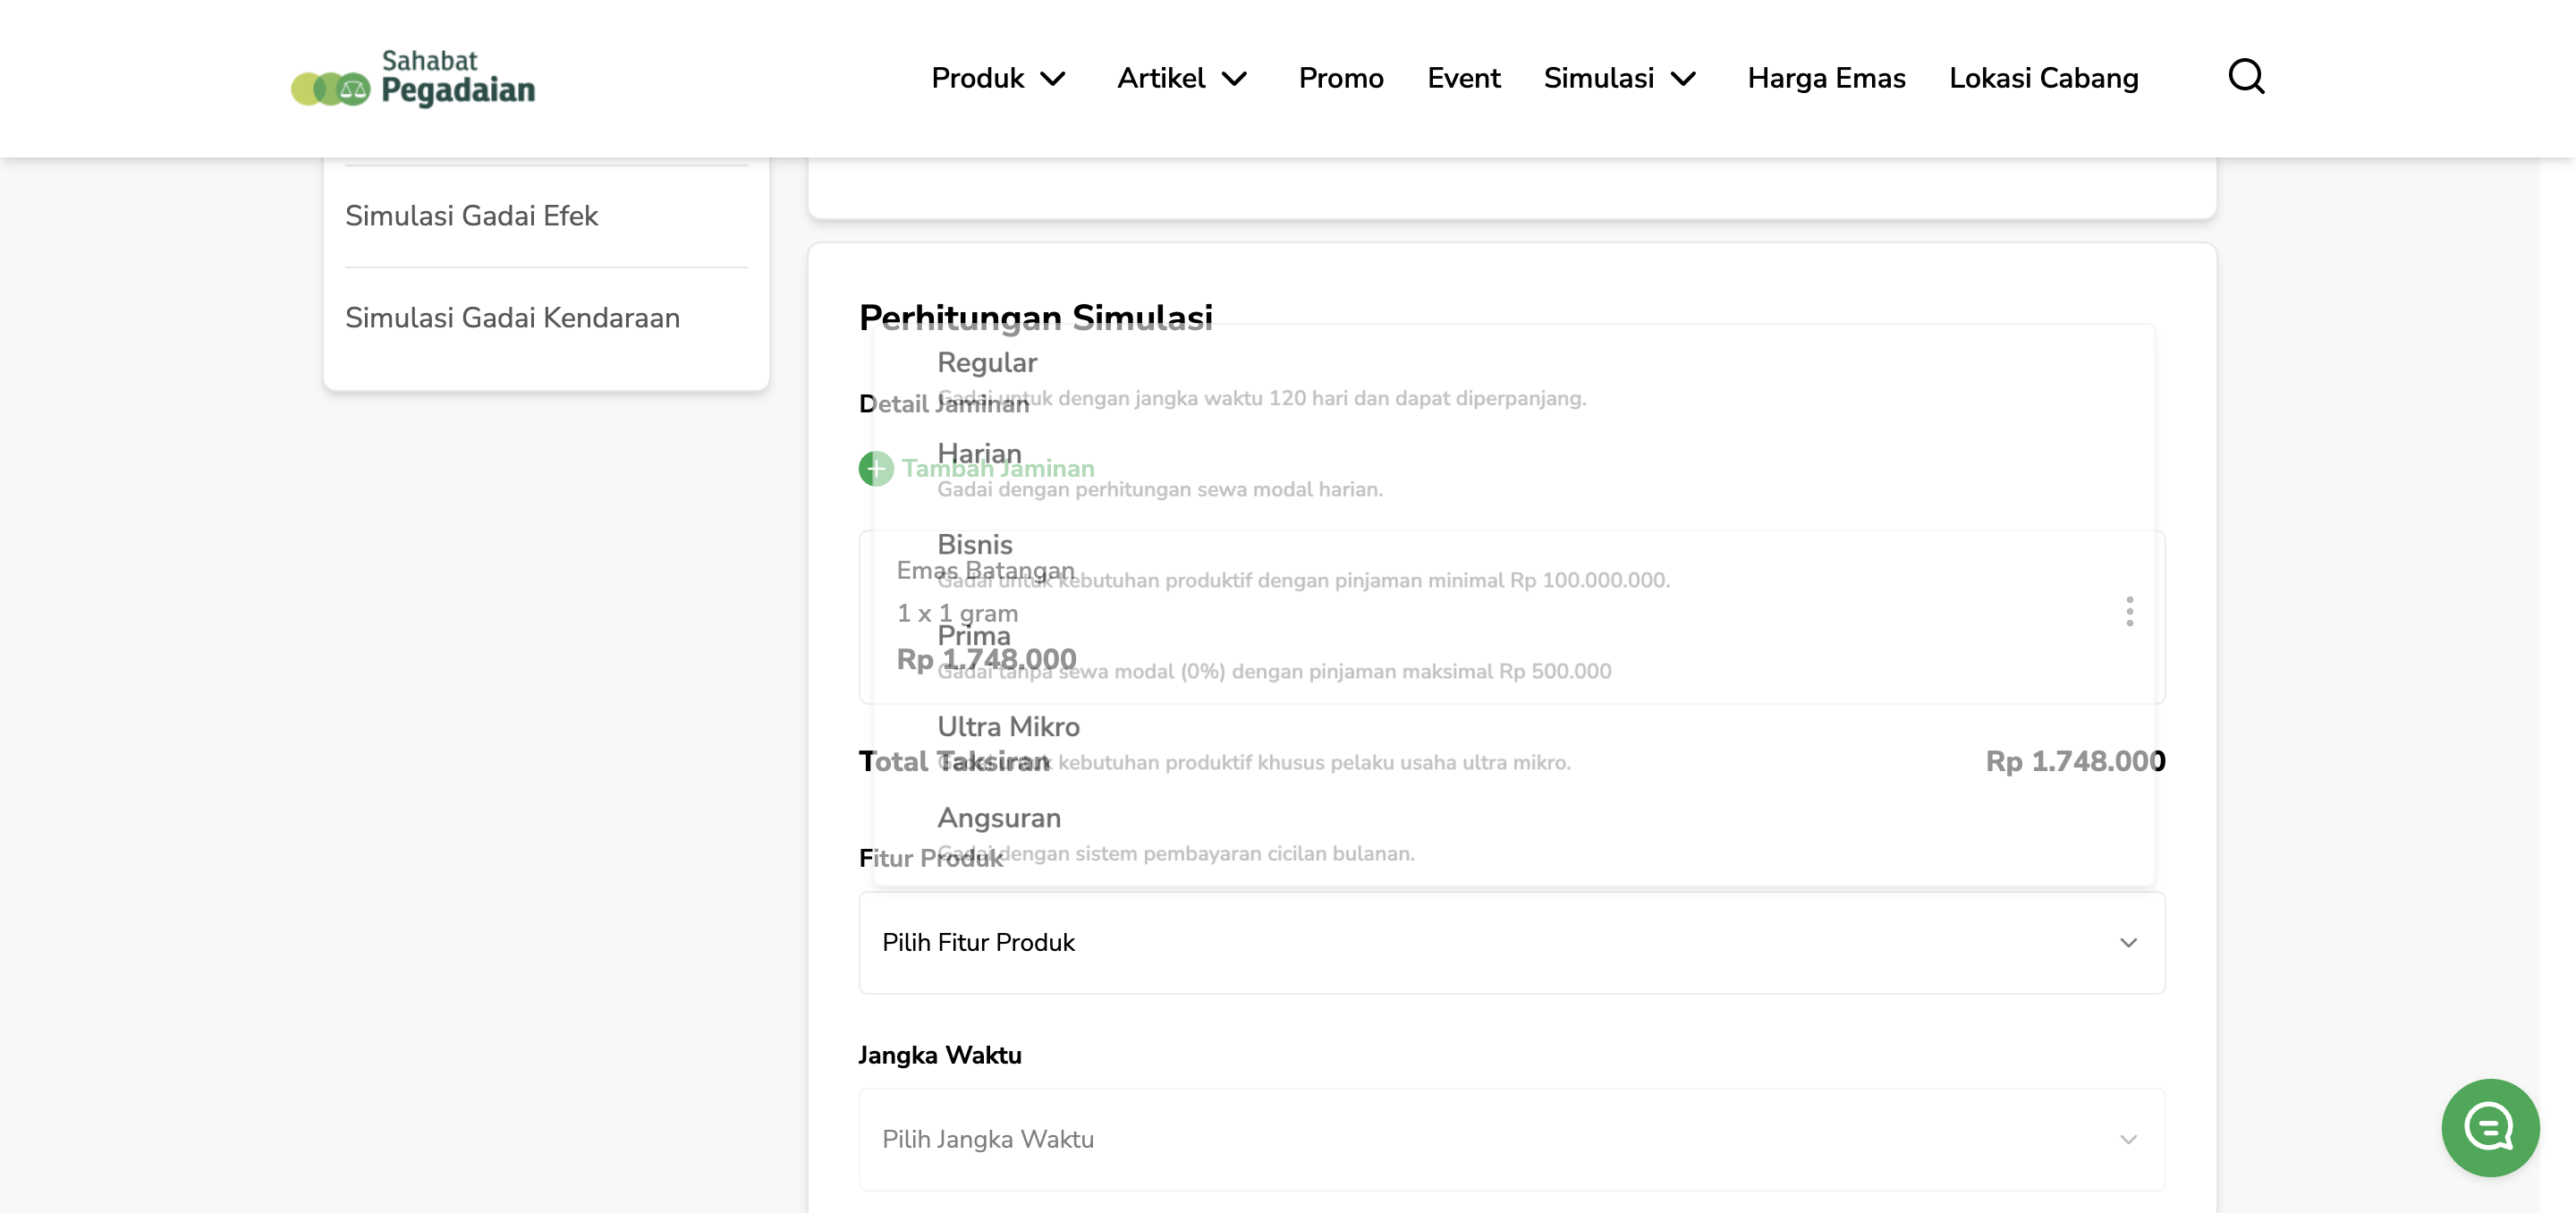 Sahabat
Pegadaian
Produk
Artikel
Promo
Event
Simulasi
Harga Emas
Lokasi Cabang
Simulasi Gadai Efek
Simulasi Gadai Kendaraan
Perhitungan Simulasi
Regular
Gadai untuk dengan jangka waktu 120 hari dan dapat diperpanjang.
Detail Jaminan
Harian
Tambah Jaminan
Gadai dengan perhitungan sewa modal harian.
Bisnis
Emas Batangan
Gadai untuk kebutuhan produktif dengan pinjaman minimal Rp 100.000.000.
1 x 1 gram
Prima
Rp 1.748.000
Gadai tanpa sewa modal (0%) dengan pinjaman maksimal Rp 500.000
Ultra Mikro
Total Taksiran
Rp 1.748.000
Gadai untuk kebutuhan produktif khusus pelaku usaha ultra mikro.
Angsuran
Gadai dengan sistem pembayaran cicilan bulanan.
Fitur Produk
Pilih Fitur Produk
Jangka Waktu
Pilih Jangka Waktu